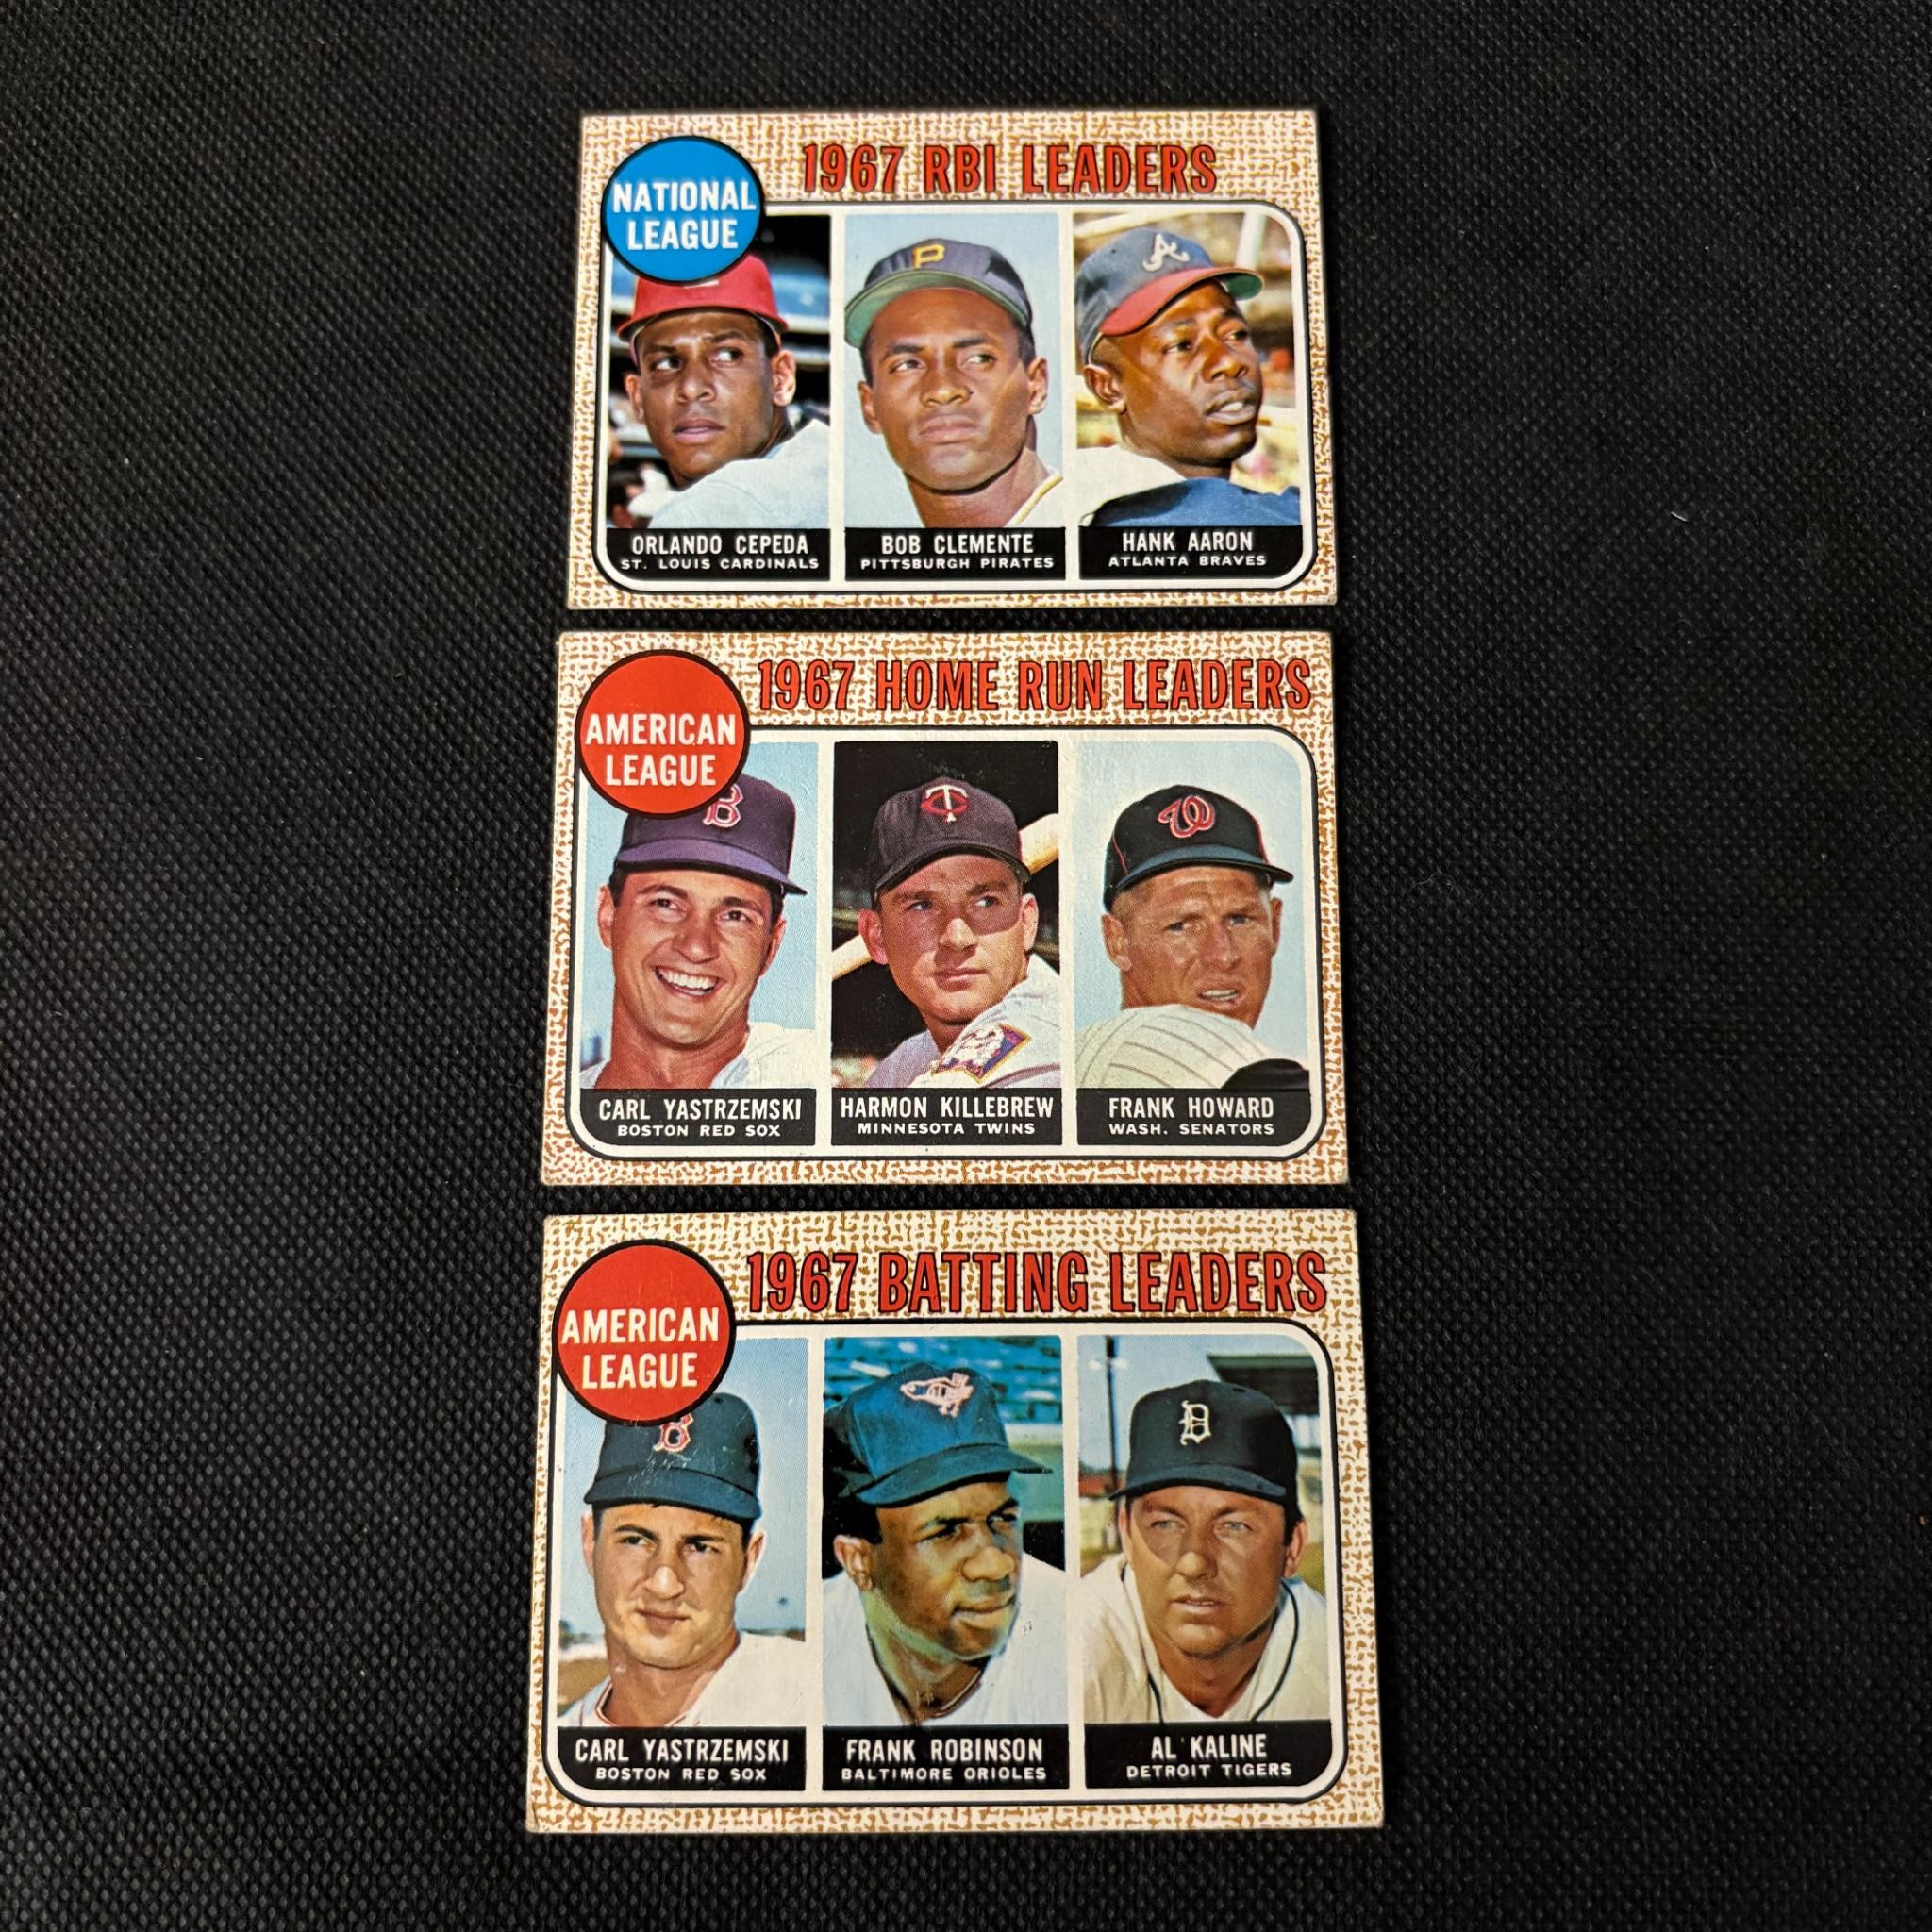 1967 RBI LEADERS
NATIONAL
LEAGUE
P
A
ORLANDO CEPEDA
ST. LOUIS CARDINALS
BOB CLEMENTE
PITTSBURGH PIRATES
HANK AARON
ATLANTA BRAVES
1967 HOME RUN LEADERS
AMERICAN
LEAGUE
B
TC
W
CARL YASTRZEMSKI
BOSTON RED SOX
HARMON KILLEBREW
MINNESOTA TWINS
FRANK HOWARD
WASH. SENATORS
1967 BATTING LEADERS
AMERICAN
LEAGUE
B
D
CARL YASTRZEMSKI
BOSTON RED SOX
FRANK ROBINSON
BALTIMORE ORIOLES
AL KALINE
DETROIT TIGERS